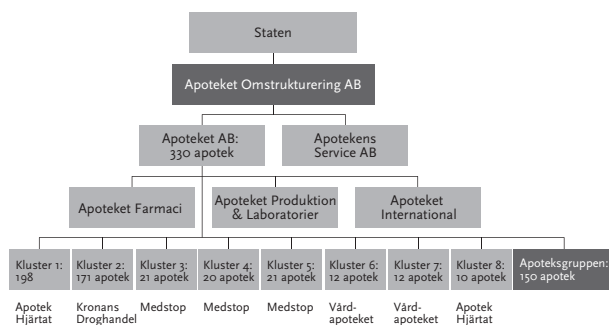 Staten
Apoteket Omstrukturering AB
Apoteket AB:
330 apotek
Apotekens
Service AB
Apoteket Farmaci
Apoteket Produktion
& Laboratorier
Apoteket
International
Kluster 1:
198
Kluster 2:
171 apotek
Kluster 3:
21 apotek
Kluster 4:
20 apotek
Kluster 5:
21 apotek
Kluster 6:
12 apotek
Kluster 7:
12 apotek
Kluster 8:
10 apotek
Apoteksgruppen:
150 apotek
Apotek
Hjärtat
Kronans
Droghandel
Medstop
Medstop
Medstop
Vård-
apoteket
Vård-
apoteket
Apotek
Hjärtat